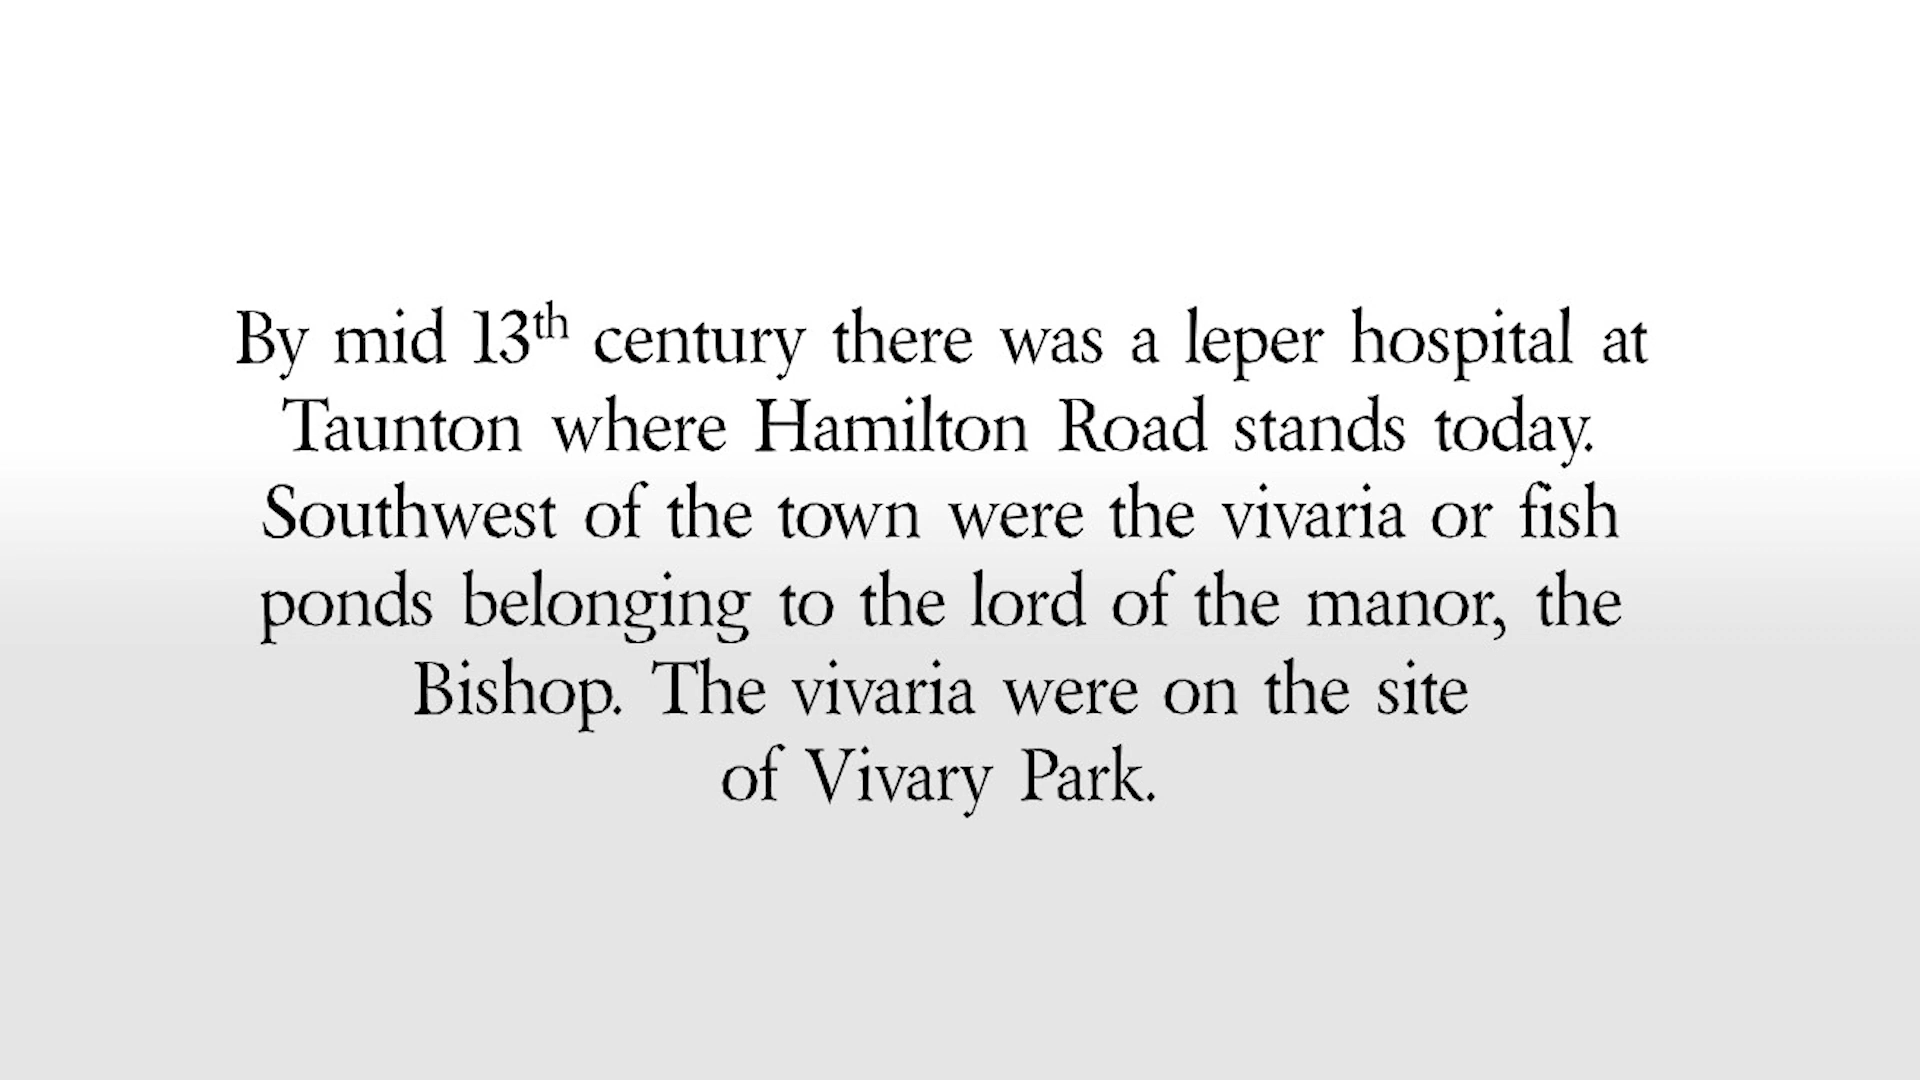 By mid 13th century there was a leper hospital at
Taunton where Hamilton Road stands today.
Southwest of the town were the vivaria or fish
ponds belonging to the lord of the manor, the
Bishop. The vivaria were on the site
of Vivary Park.